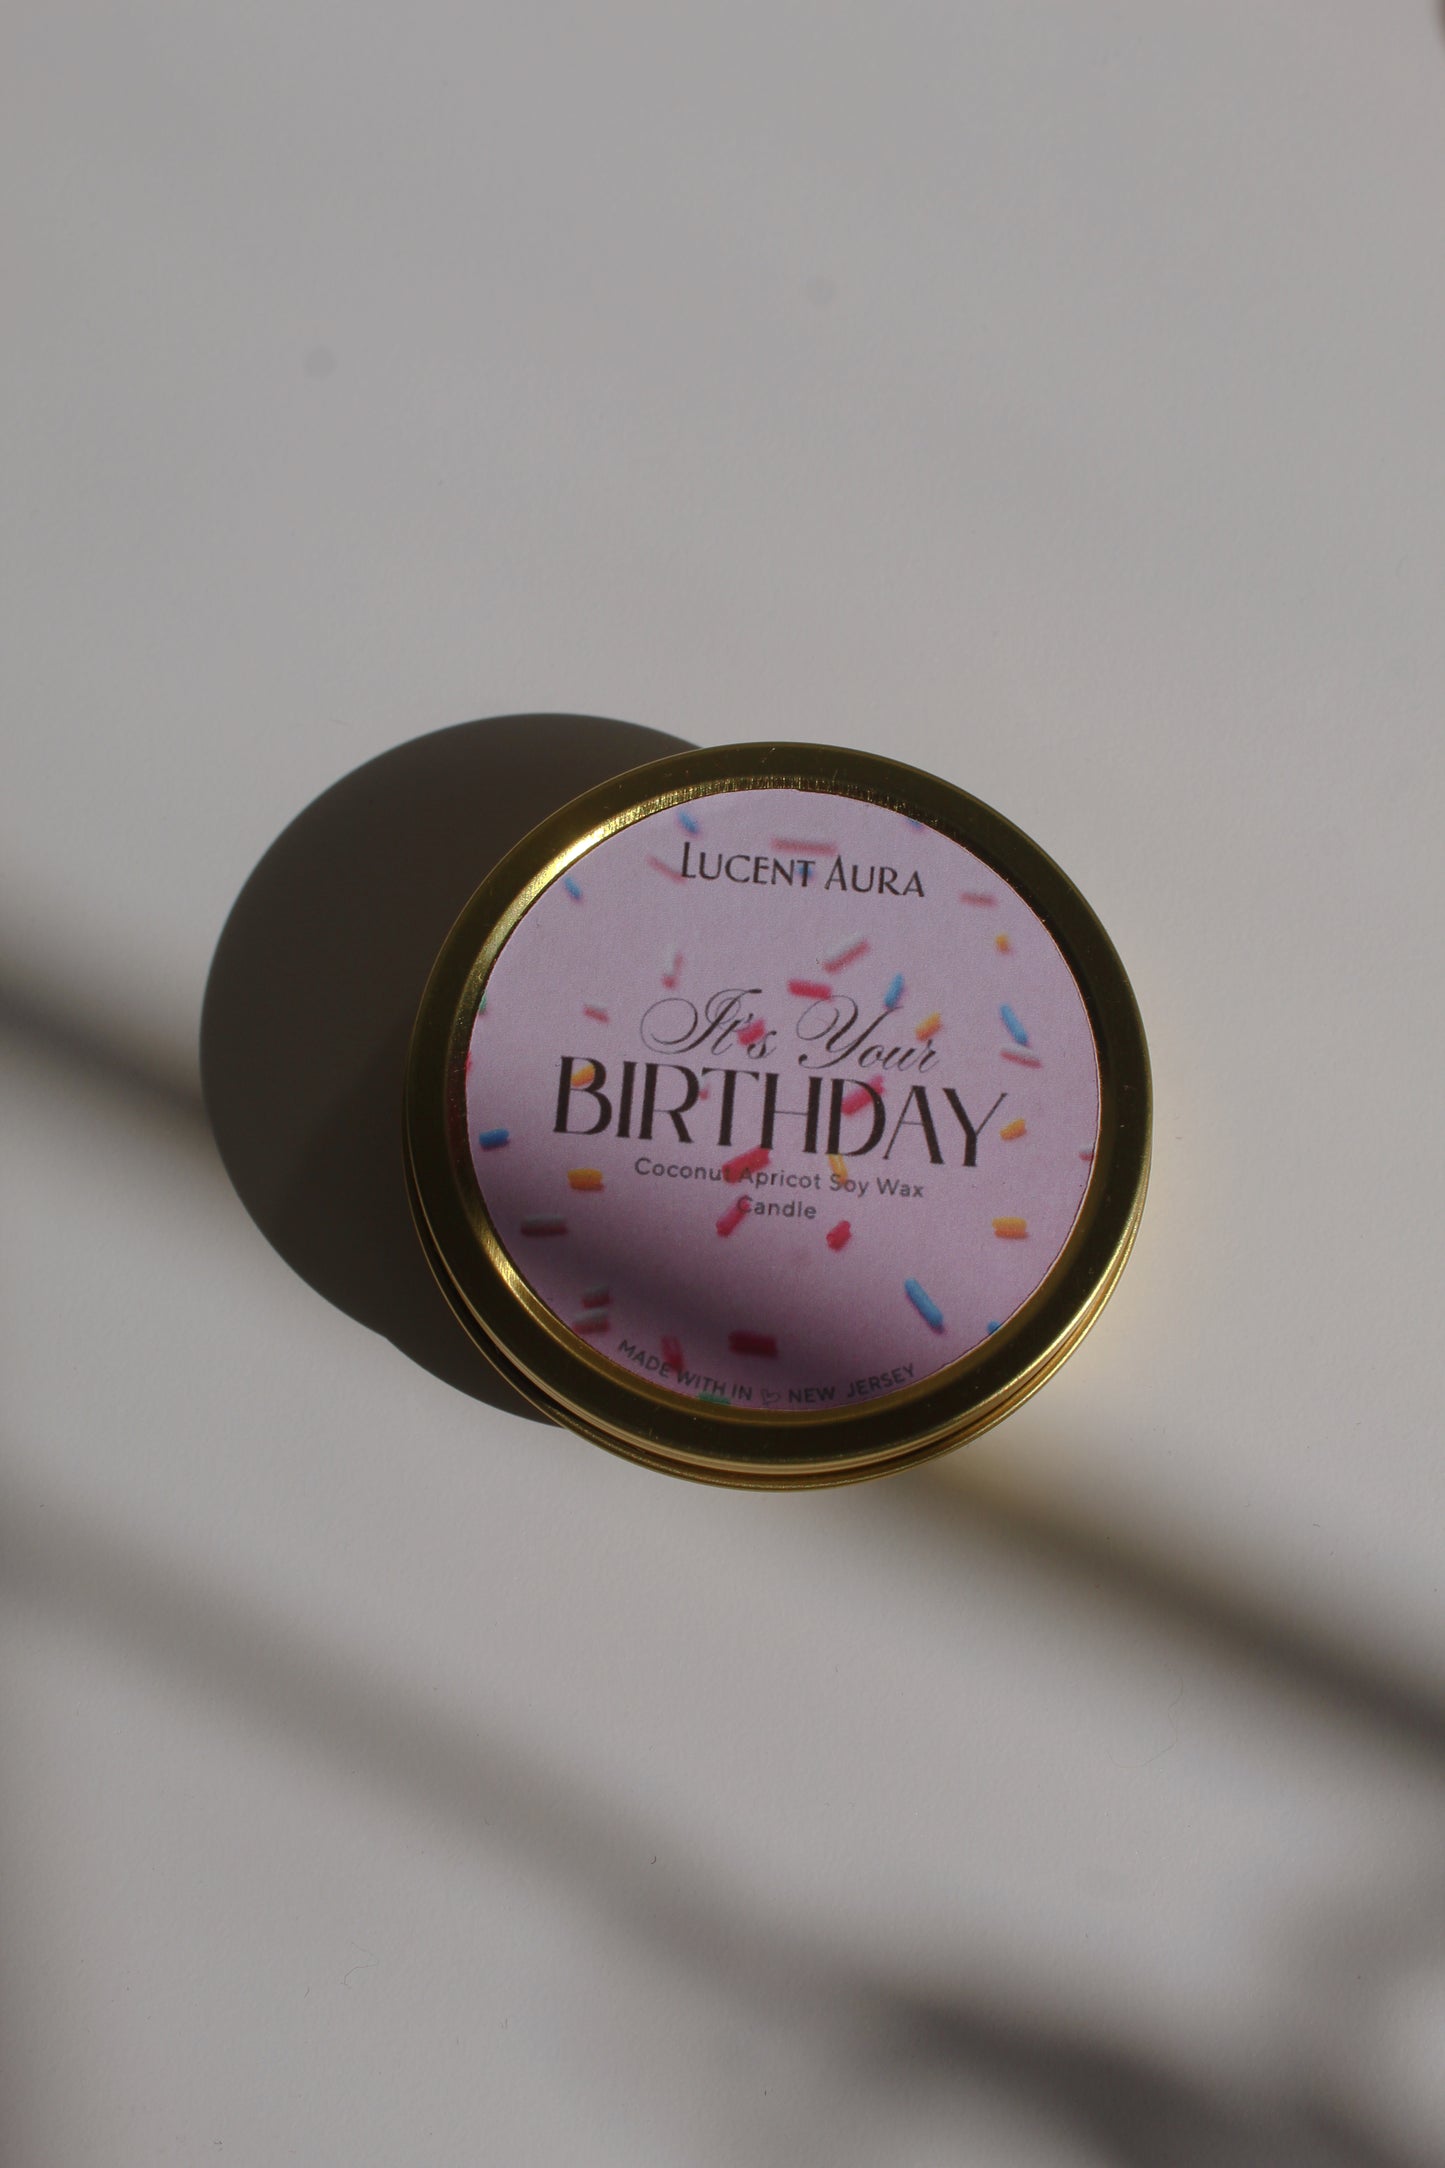 LUCENT AURA
It's Your
BIRTHDAY
Coconut Apricot Soy Wax
Candle
MADE WITH IN ♡ NEW JERSEY